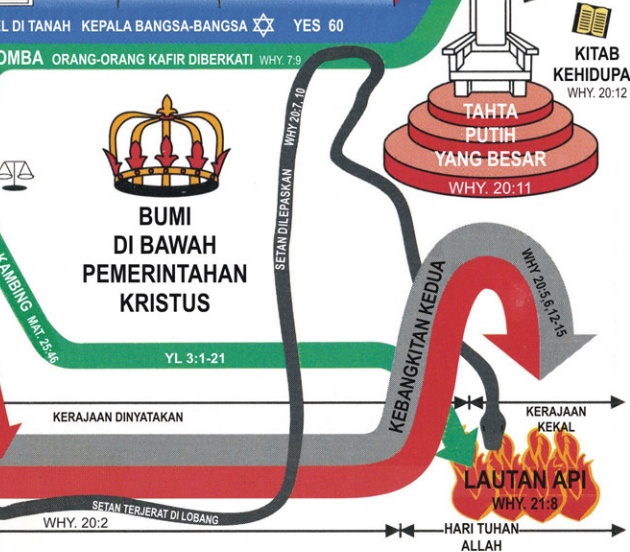 EL DI TANAH KEPALA BANGSA-BANGSA YES 60
OMBA ORANG-ORANG KAFIR DIBERKATI WHY. 7:9
KITAB
KEHIDUPA
WHY. 20:12
TAHTA
PUTIH
YANG BESAR
WHY. 20:11
WHY 20:7, 10
SETAN DILEPASKAN
BUMI
DI BAWAH
PEMERINTAHAN
KRISTUS
KAMBING MAT. 25:46
YL 3:1-21
KEBANGKITAN KEDUA
WHY 20:5,6,12-15
KERAJAAN DINYATAKAN
KERAJAAN
KEKAL
LAUTAN API
WHY. 21:8
SETAN TERJERAT DI LOBANG
WHY. 20:2
HARI TUHAN
ALLAH